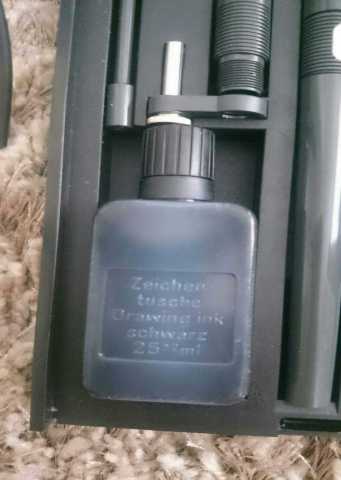 Zeichen
tusche
Drawing ink
schwarz
25 ml